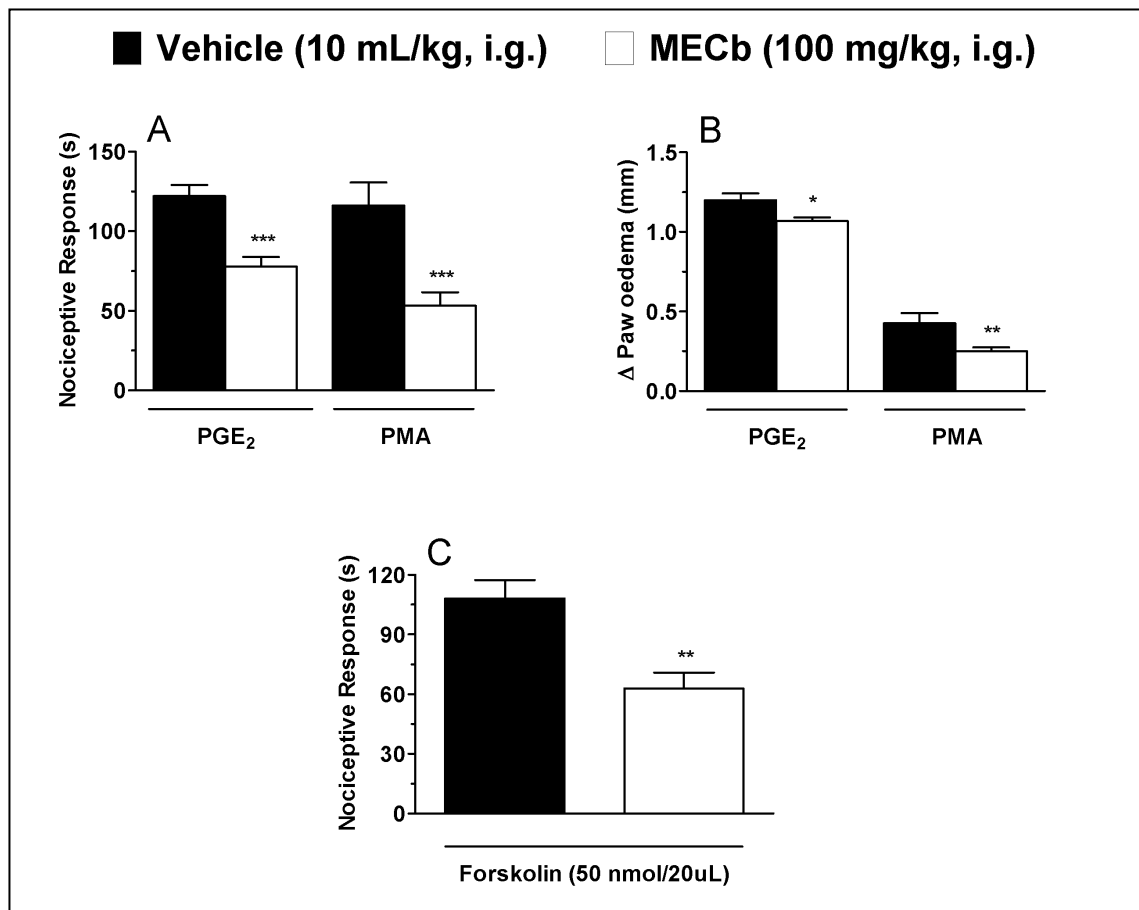 Vehicle (10 mL/kg, i.g.) MECb (100 mg/kg, i.g.)
A
Nociceptive Response (s)
150
100
50
0
***
***
PGE₂ PMA
B
Δ Paw oedema (mm)
1.5
1.0
0.5
0.0
*
**
PGE₂ PMA
C
Nociceptive Response (s)
120
90
60
30
0
**
Forskolin (50 nmol/20uL)